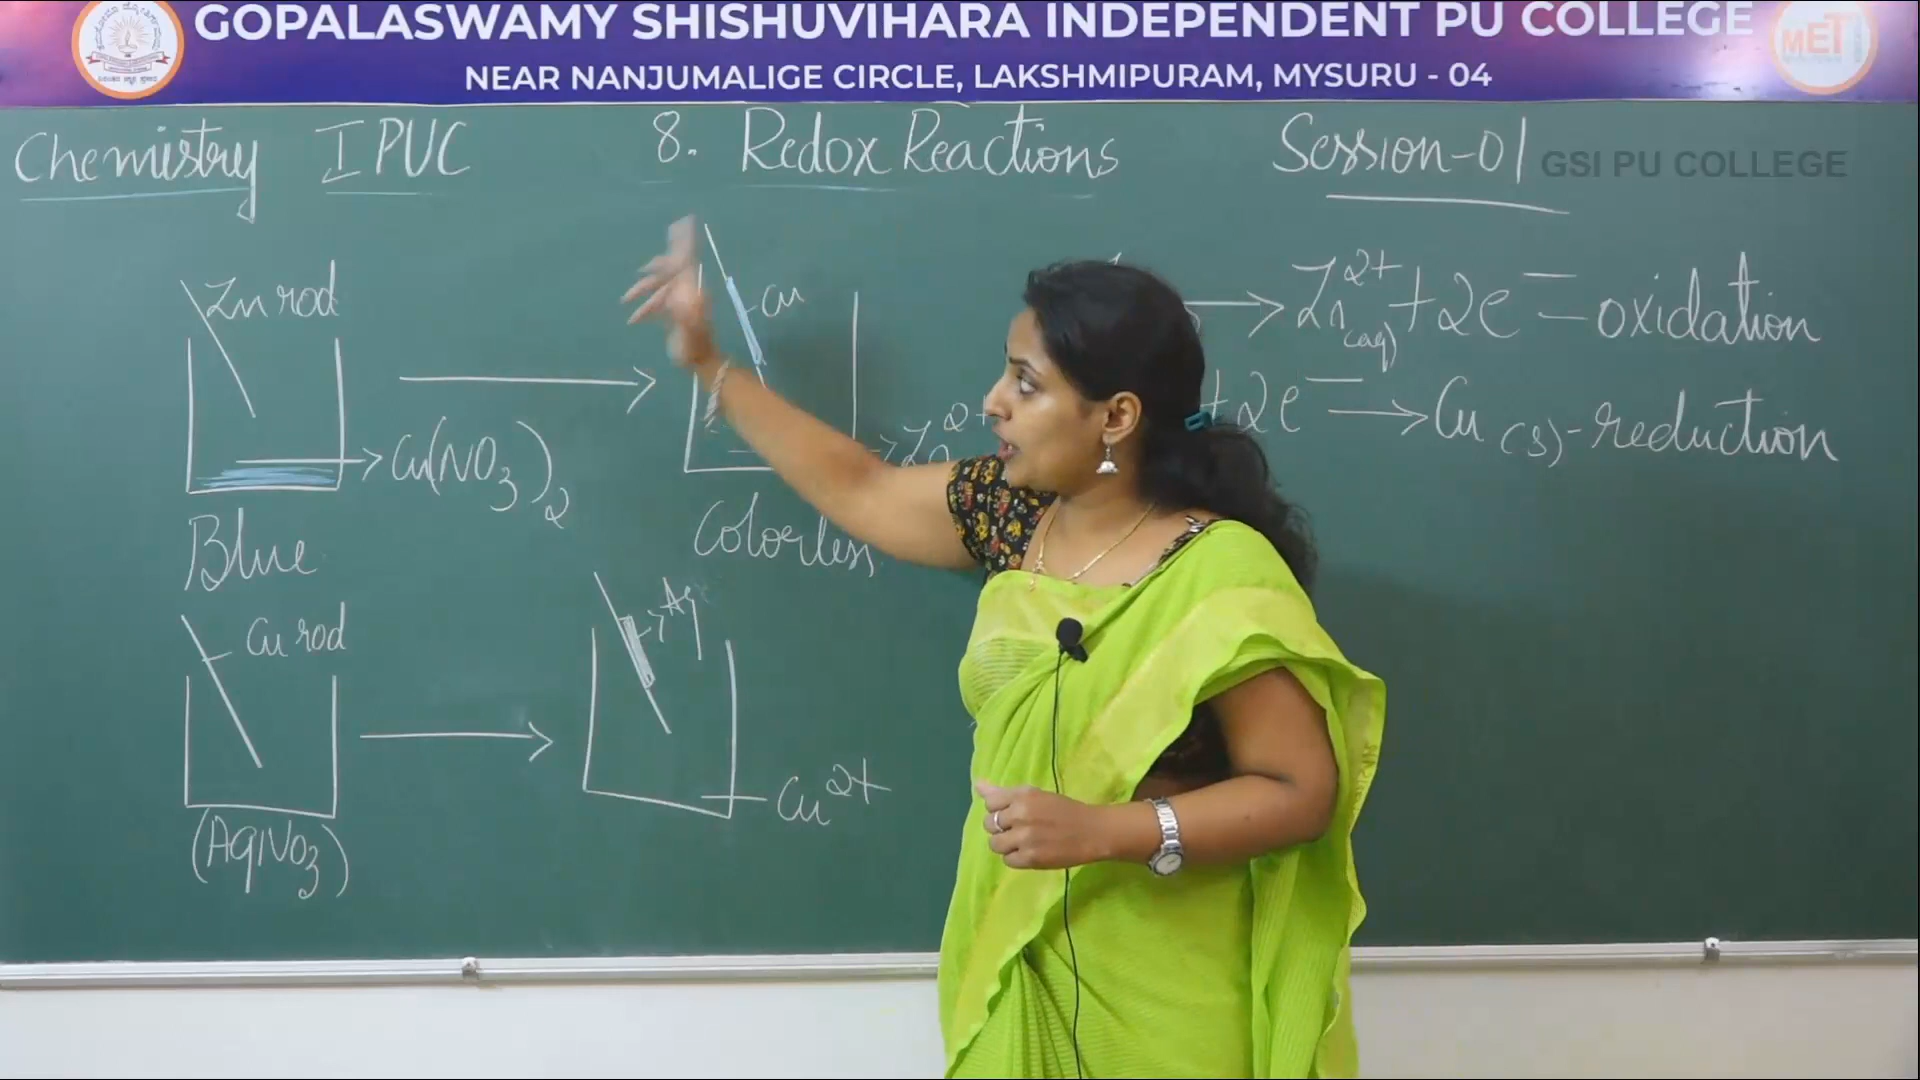 GOPALASWAMY SHISHUVIHARA INDEPENDENT PU COLLEGE
NEAR NANJUMALIGE CIRCLE, LAKSHMIPURAM, MYSURU - 04
MET
Chemistry I PUC 8. Redox Reactions Session-01
GSI PU COLLEGE
Zn rod
Cu
→ Zn²⁺(aq) + 2e⁻ - oxidation
+2e⁻ → Cu (s) - reduction
→ Cu(NO₃)₂
→ Zn²⁺
Blue
Colorless
Cu rod
→ Ag
Cu²⁺
(AgNO₃)